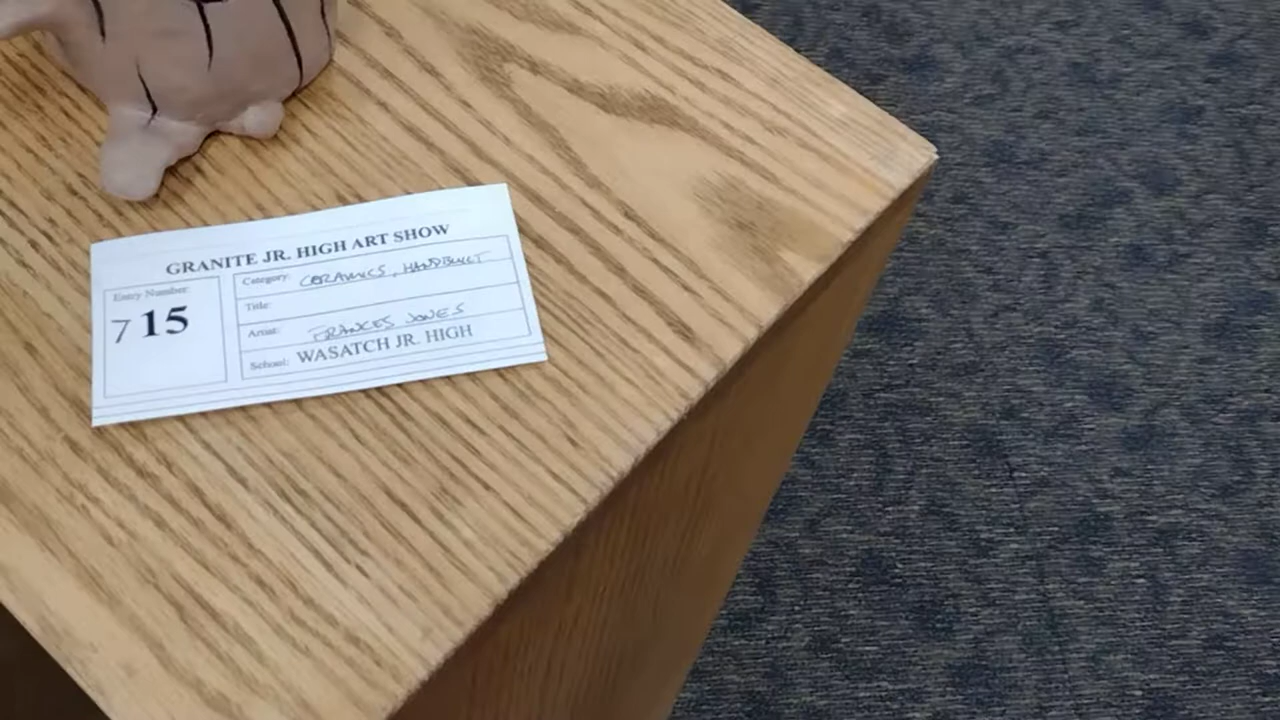 GRANITE JR. HIGH ART SHOW
Entry Number:
715
Category: CERAMICS, HANDBUILT
Title:
Artist: FRANCES JONES
School: WASATCH JR. HIGH